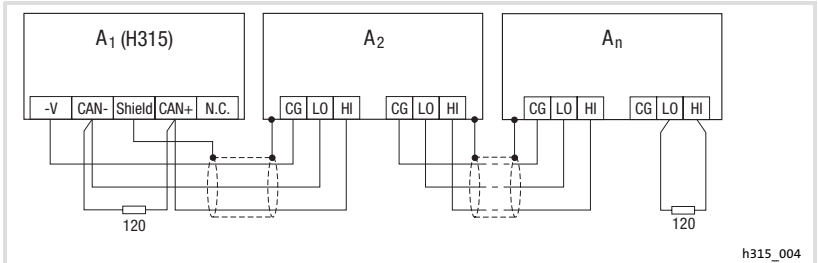 A1 (H315) A2 An
-V CAN- Shield CAN+ N.C. CG LO HI CG LO HI CG LO HI CG LO HI
120 120
h315_004